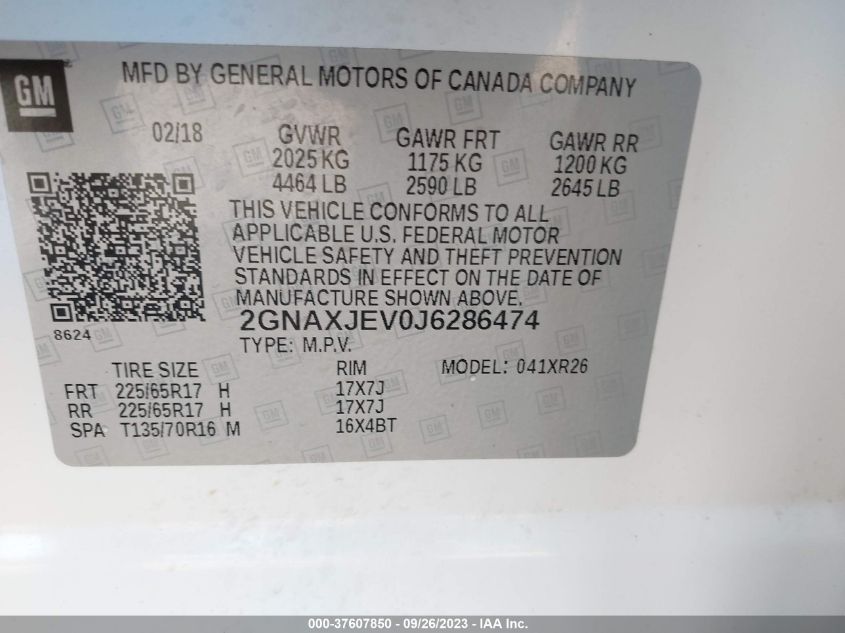 GM
MFD BY GENERAL MOTORS OF CANADA COMPANY
02/18 GVWR GAWR FRT GAWR RR
2025 KG 1175 KG 1200 KG
4464 LB 2590 LB 2645 LB
THIS VEHICLE CONFORMS TO ALL
APPLICABLE U.S. FEDERAL MOTOR
VEHICLE SAFETY AND THEFT PREVENTION
STANDARDS IN EFFECT ON THE DATE OF
MANUFACTURE SHOWN ABOVE.
8624
2GNAXJEV0J6286474
TYPE: M.P.V.
TIRE SIZE RIM MODEL: 041XR26
FRT 225/65R17 H 17X7J
RR 225/65R17 H 17X7J
SPA T135/70R16 M 16X4BT
000-37607850 - 09/26/2023 - IAA Inc.